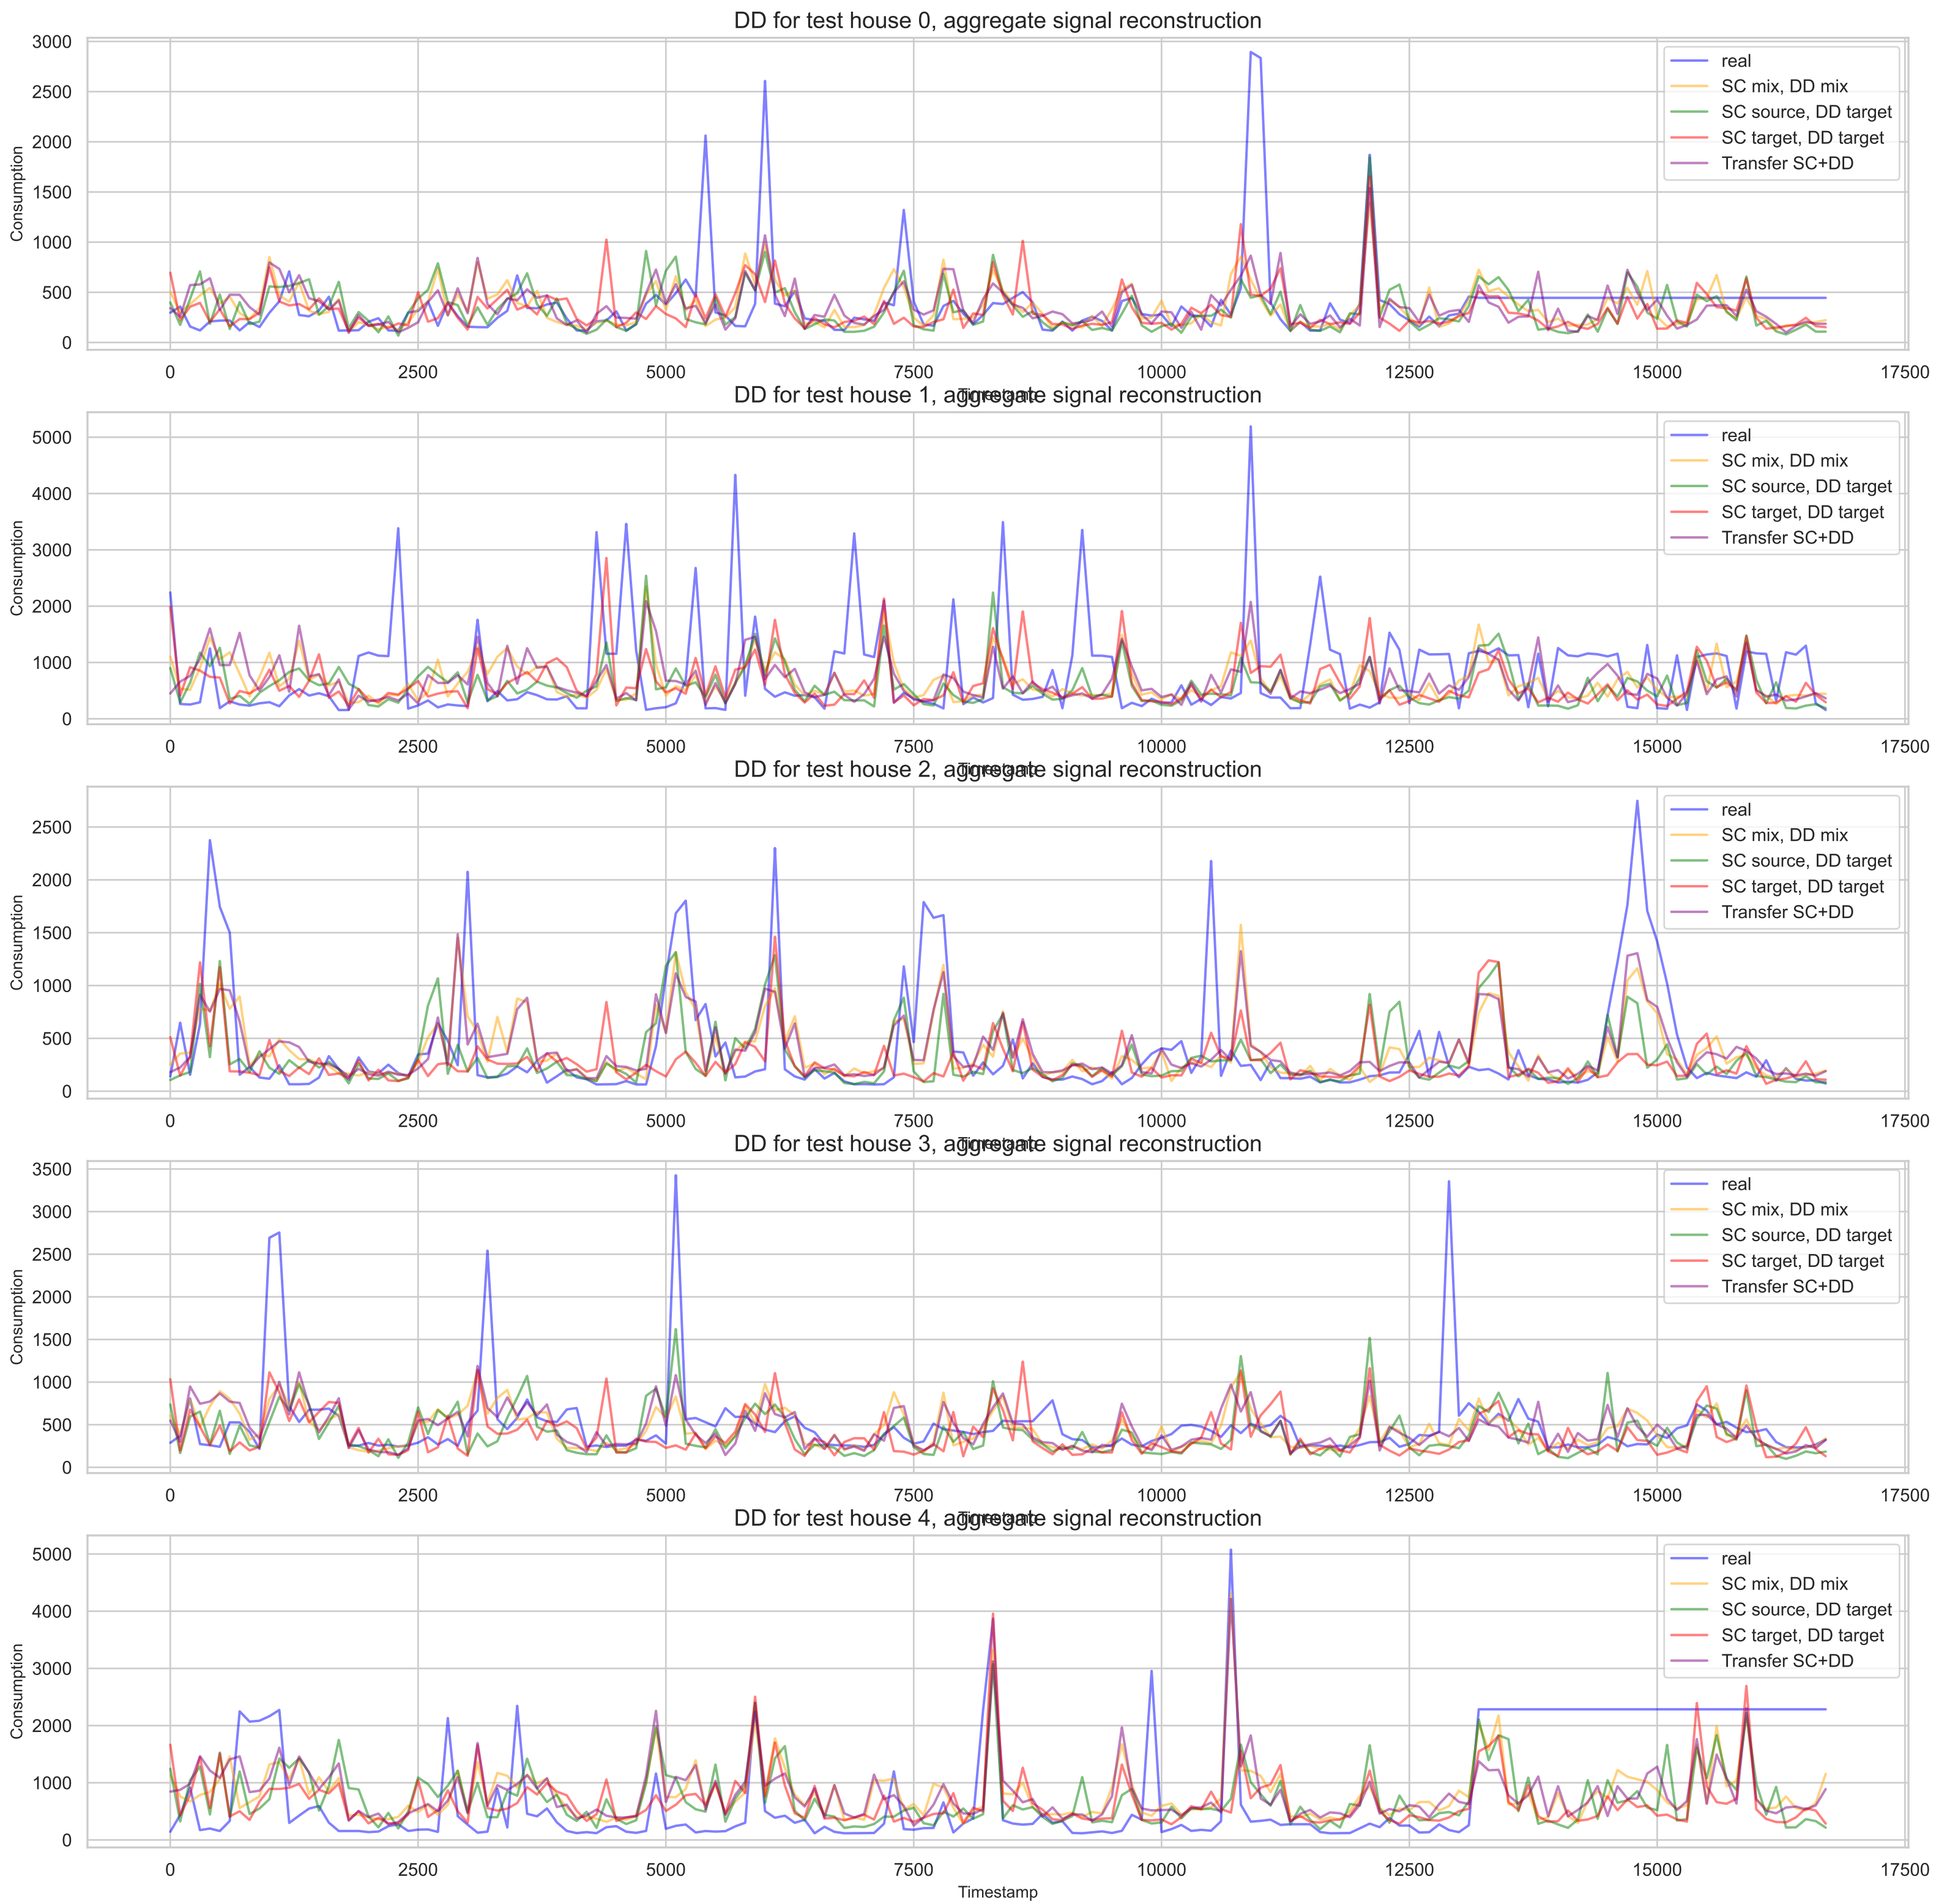 DD for test house 0, aggregate signal reconstruction
3000
2500
2000
1500
1000
500
0
Consumption
real
SC mix, DD mix
SC source, DD target
SC target, DD target
Transfer SC+DD
0 2500 5000 7500 10000 12500 15000 17500
Timestamp
DD for test house 1, aggregate signal reconstruction
5000
4000
3000
2000
1000
0
Consumption
real
SC mix, DD mix
SC source, DD target
SC target, DD target
Transfer SC+DD
0 2500 5000 7500 10000 12500 15000 17500
Timestamp
DD for test house 2, aggregate signal reconstruction
2500
2000
1500
1000
500
0
Consumption
real
SC mix, DD mix
SC source, DD target
SC target, DD target
Transfer SC+DD
0 2500 5000 7500 10000 12500 15000 17500
Timestamp
DD for test house 3, aggregate signal reconstruction
3500
3000
2500
2000
1500
1000
500
0
Consumption
real
SC mix, DD mix
SC source, DD target
SC target, DD target
Transfer SC+DD
0 2500 5000 7500 10000 12500 15000 17500
Timestamp
DD for test house 4, aggregate signal reconstruction
5000
4000
3000
2000
1000
0
Consumption
real
SC mix, DD mix
SC source, DD target
SC target, DD target
Transfer SC+DD
0 2500 5000 7500 10000 12500 15000 17500
Timestamp